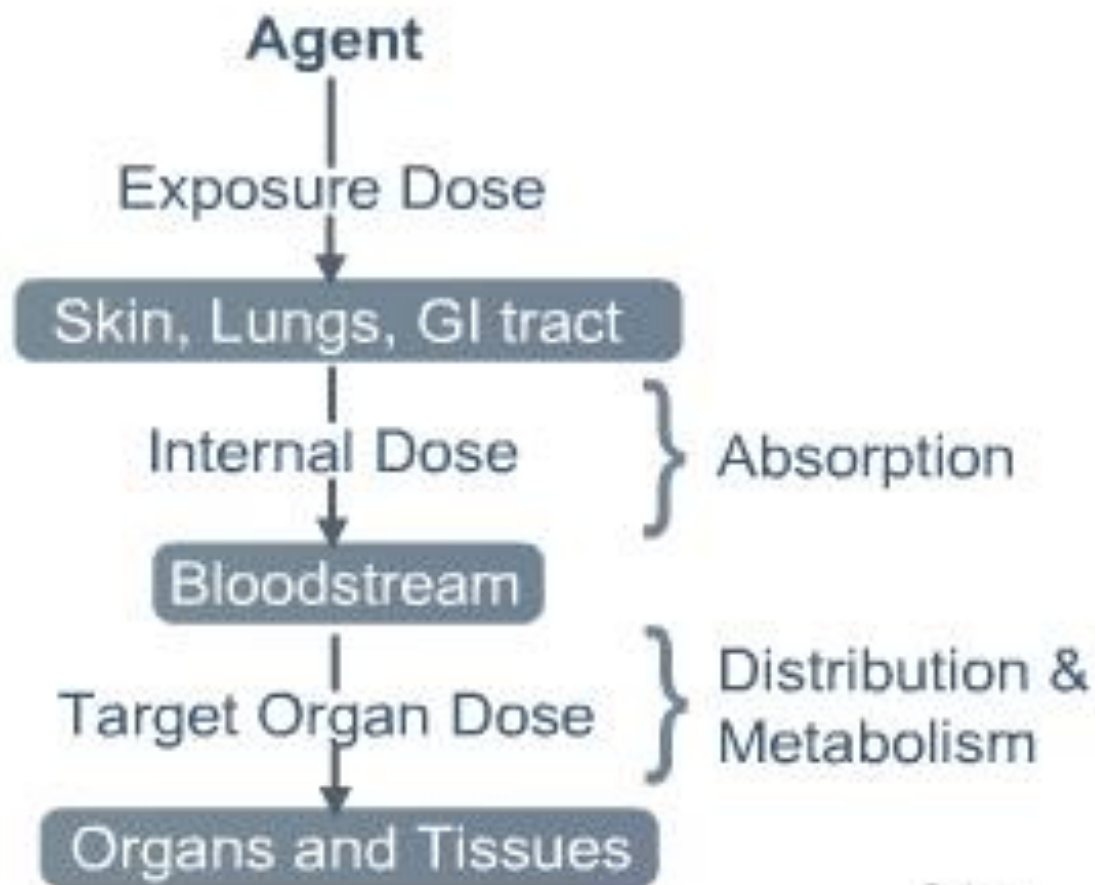 Agent
Exposure Dose
Skin, Lungs, GI tract
Internal Dose
Absorption
Bloodstream
Target Organ Dose
Distribution &
Metabolism
Organs and Tissues